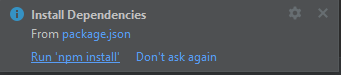 Install Dependencies
From package.json
Run 'npm install' Don't ask again